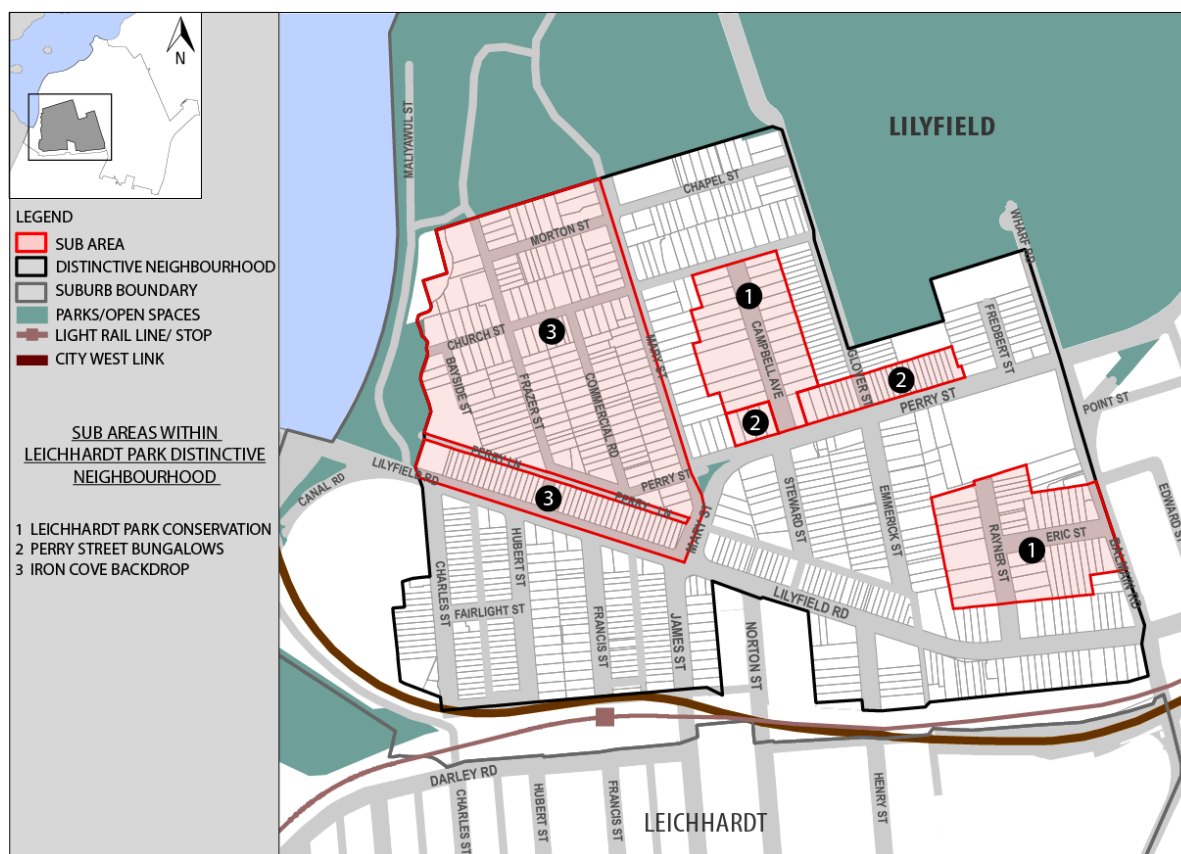 N
LEGEND
SUB AREA
DISTINCTIVE NEIGHBOURHOOD
SUBURB BOUNDARY
PARKS/OPEN SPACES
LIGHT RAIL LINE/ STOP
CITY WEST LINK
SUB AREAS WITHIN
LEICHHARDT PARK DISTINCTIVE
NEIGHBOURHOOD
1 LEICHHARDT PARK CONSERVATION
2 PERRY STREET BUNGALOWS
3 IRON COVE BACKDROP
LILYFIELD
MALIYAWUL ST
CHAPEL ST
MORTON ST
WHARF RD
1
CHURCH ST
3
MARY ST
CAMPBELL AVE
FREDBERT ST
BAYSIDE ST
FRAZER ST
COMMERCIAL RD
GLOVER ST
2
PERRY ST
POINT ST
2
PERRY LN
LILYFIELD RD
CANAL RD
PERRY ST
3
PERRY LN
MARY ST
STEWARD ST
EMMERICK ST
EDWARD ST
RAYNER ST
ERIC ST
1
BALMAIN RD
HUBERT ST
CHARLES ST
FAIRLIGHT ST
FRANCIS ST
JAMES ST
LILYFIELD RD
NORTON ST
DARLEY RD
CHARLES ST
HUBERT ST
FRANCIS ST
HENRY ST
LEICHHARDT